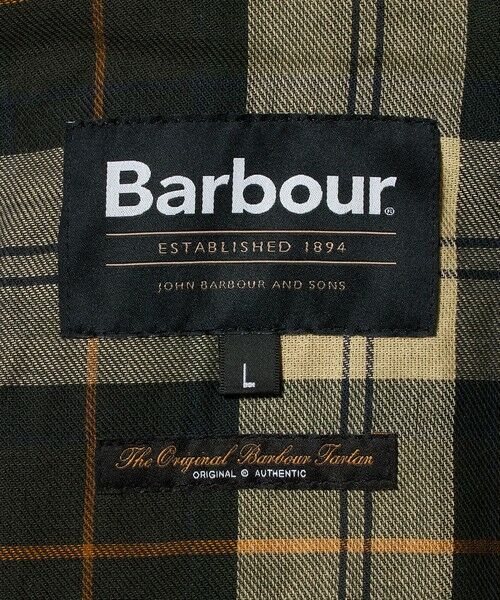 Barbour®
ESTABLISHED 1894
JOHN BARBOUR AND SONS
L
The Original Barbour Tartan
ORIGINAL ® AUTHENTIC